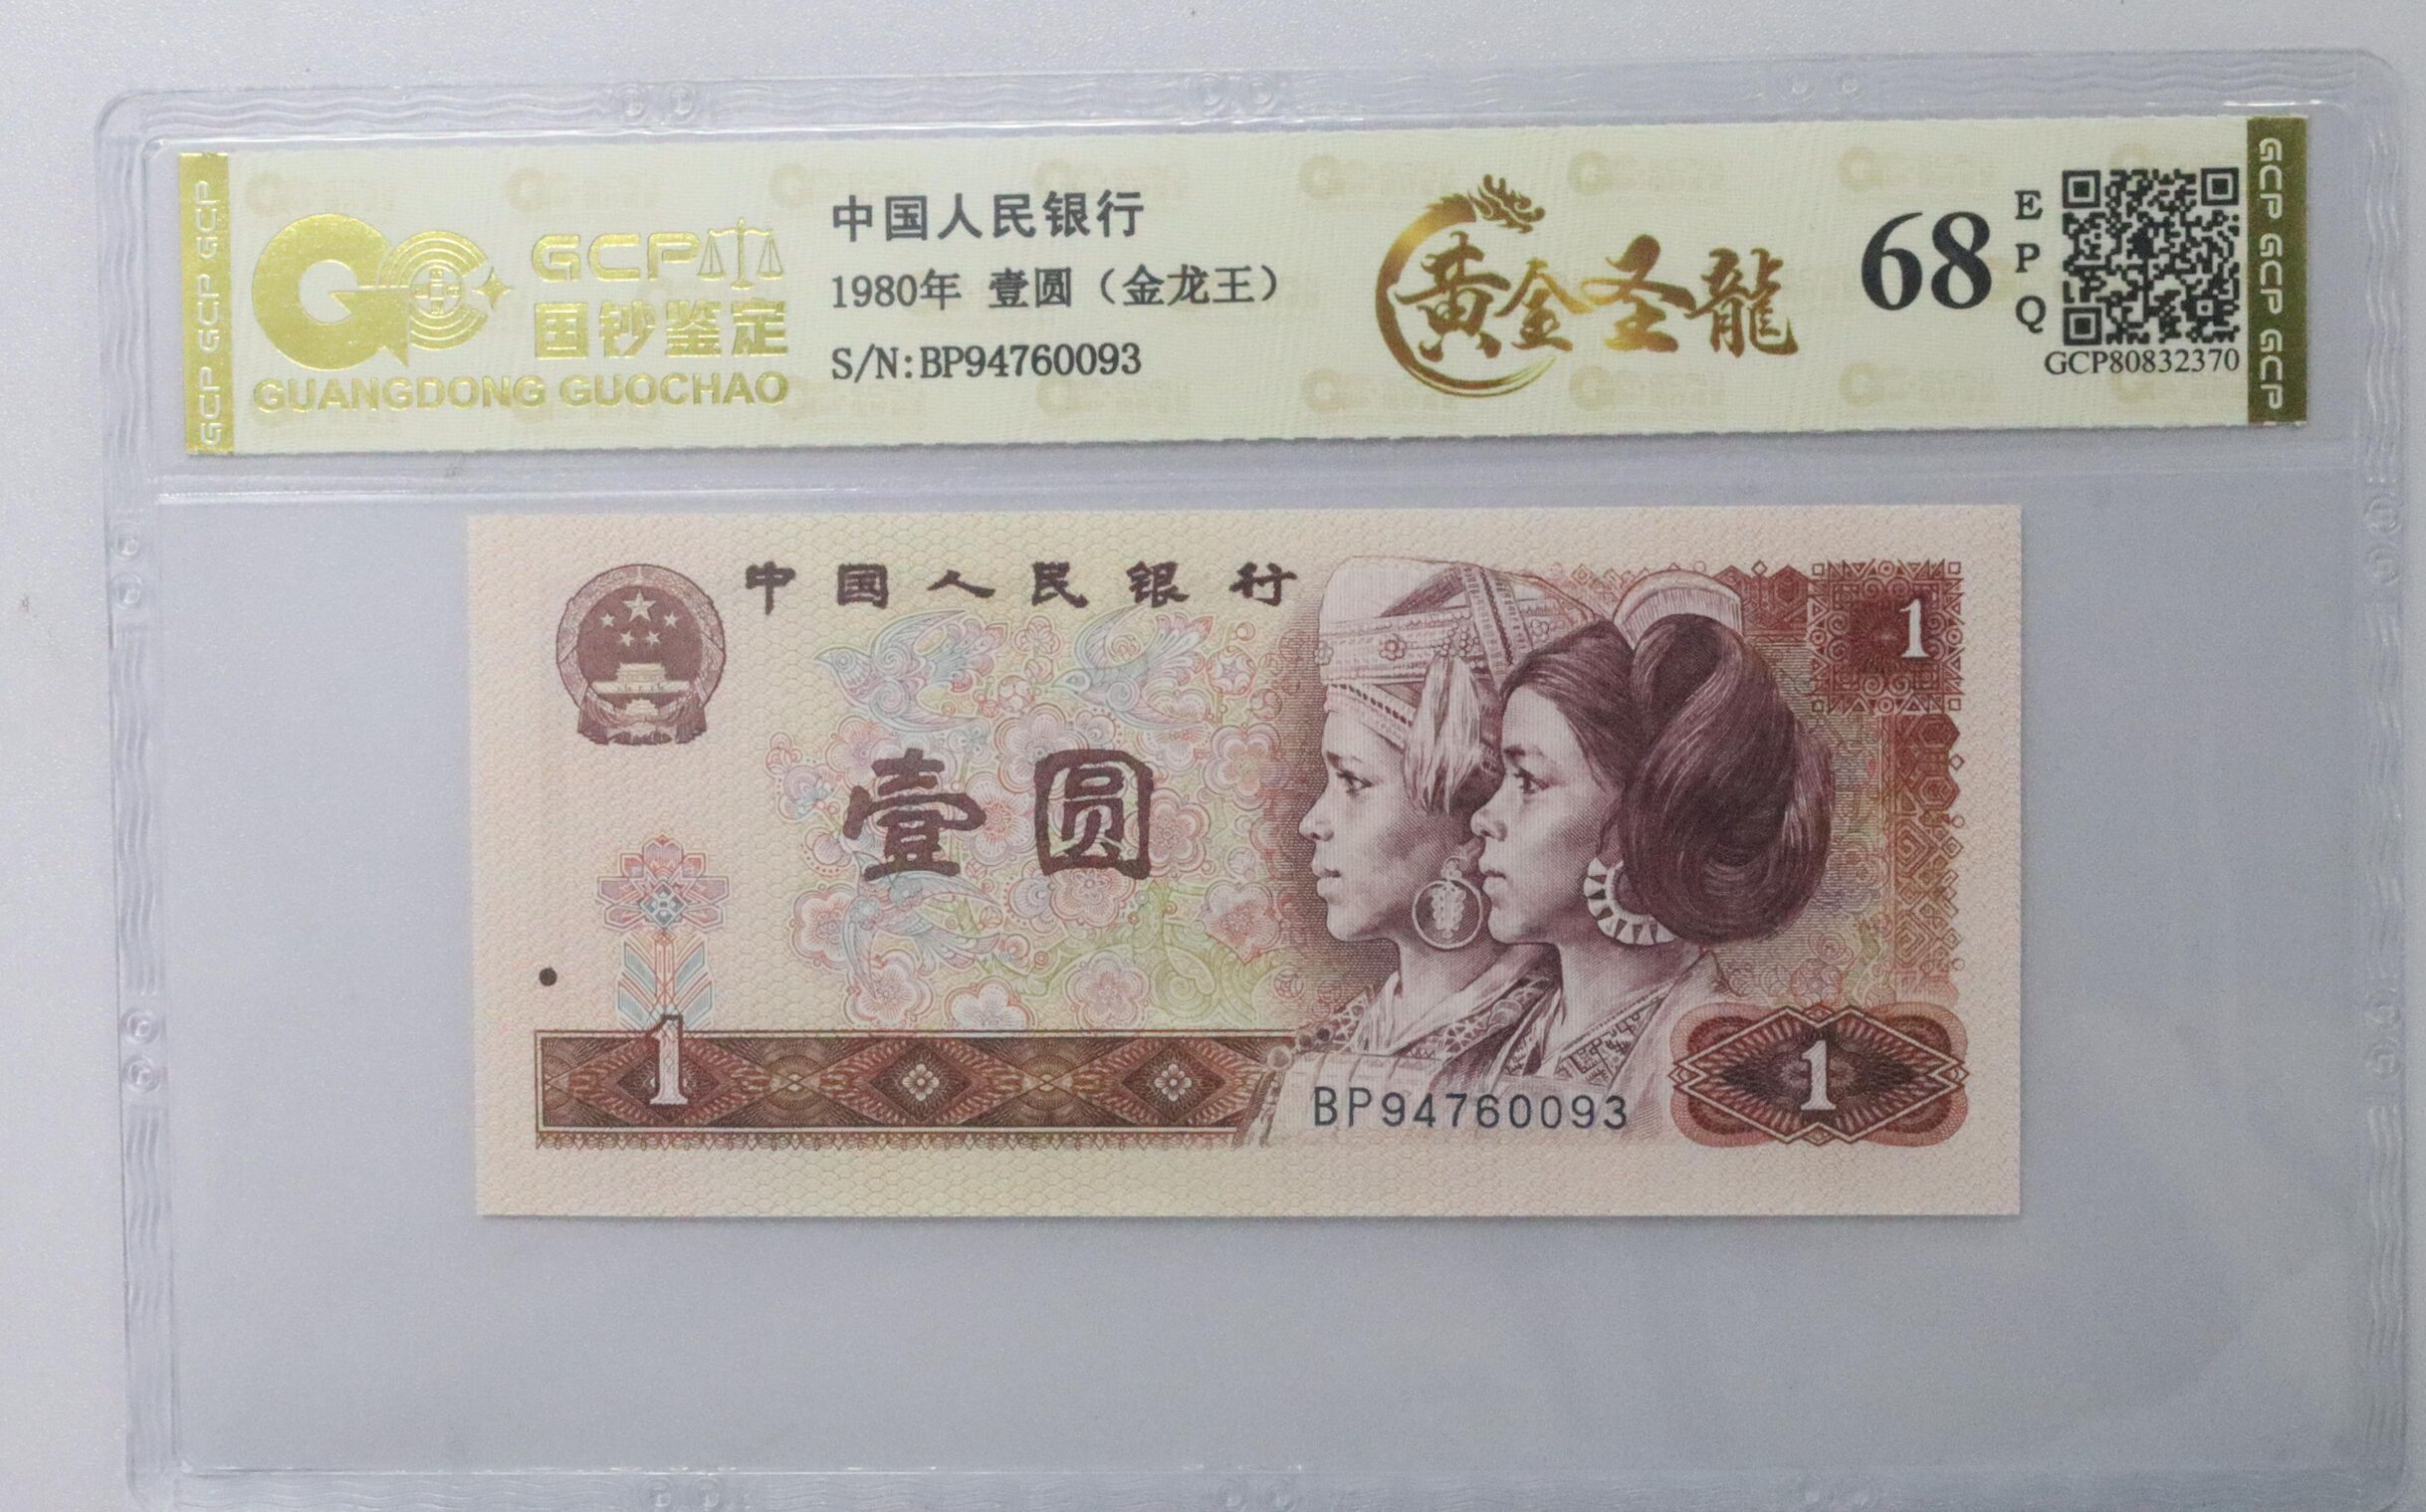 GCP GCP GCP
GCP
国钞鉴定
GUANGDONG GUOCHAO
中国人民银行
1980年 壹圆（金龙王）
S/N:BP94760093
黄金圣龍
68
E
P
Q
GCP80832370
GCP GCP GCP
中国人民银行
1
壹圆
1
BP94760093
1